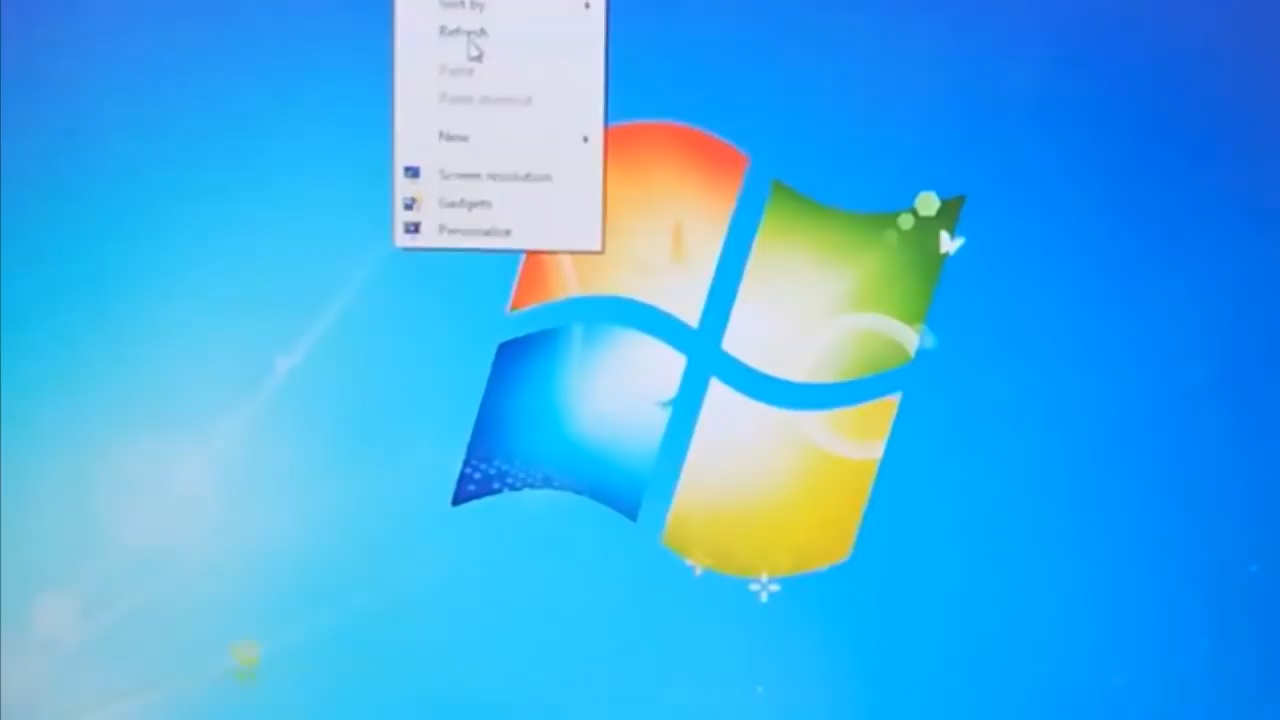 Sort by
Refresh
Paste
Paste shortcut
New
Screen resolution
Gadgets
Personalize